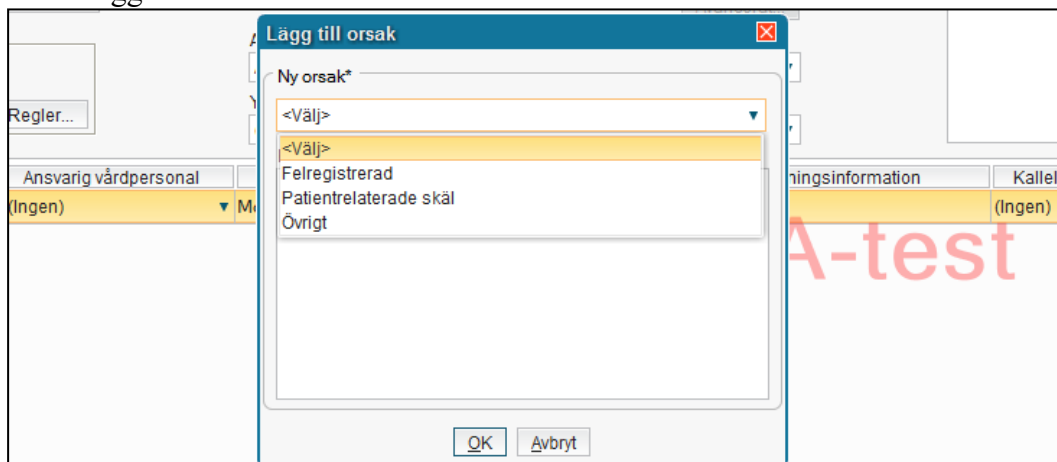 Lägg till orsak
Ny orsak*
<Välj>
<Välj>
Felregistrerad
Patientrelaterade skäl
Övrigt
Regler...
Ansvarig vårdpersonal
ningsinformation
Kallel
(Ingen)
(Ingen)
A-test
OK
Avbryt